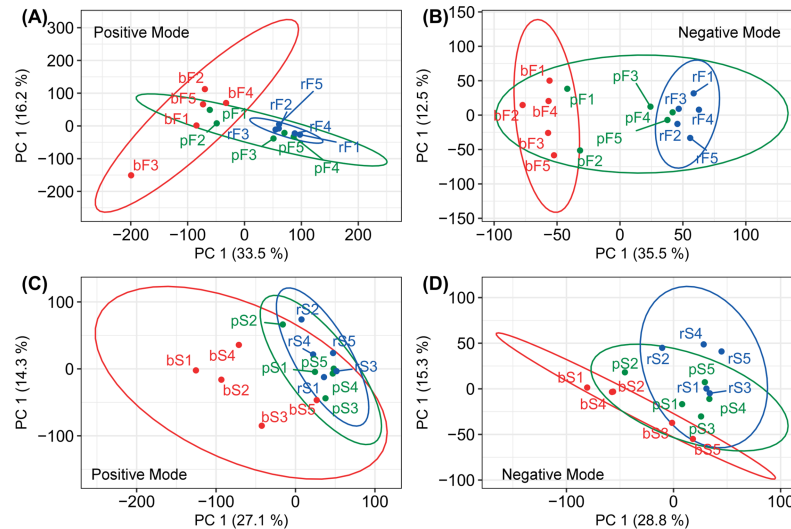 (A)
Positive Mode
300
200
100
0
−100
−200
PC 1 (16.2 %)
bF2
bF4
bF5
bF1
bF3
pF1
pF2
pF3
pF5
pF4
rF5
rF2
rF3
rF4
rF1
−200
−100
0
100
200
PC 1 (33.5 %)
(B)
Negative Mode
150
100
50
0
−50
−100
−150
PC 1 (12.5 %)
bF1
bF2
bF4
bF3
bF5
pF1
pF2
pF3
pF4
pF5
rF1
rF3
rF4
rF2
rF5
−100
−50
0
50
100
PC 1 (35.5 %)
(C)
100
0
−100
PC 1 (14.3 %)
bS1
bS4
bS2
bS3
bS5
pS2
pS1
pS5
pS4
pS3
rS2
rS4
rS5
rS3
rS1
Positive Mode
−200
−100
0
100
PC 1 (27.1 %)
(D)
100
50
0
−50
−100
PC 1 (15.3 %)
bS1
bS4
bS2
bS3
bS5
pS2
pS1
pS5
pS4
pS3
rS4
rS2
rS5
rS1
rS3
Negative Mode
−100
0
100
PC 1 (28.8 %)